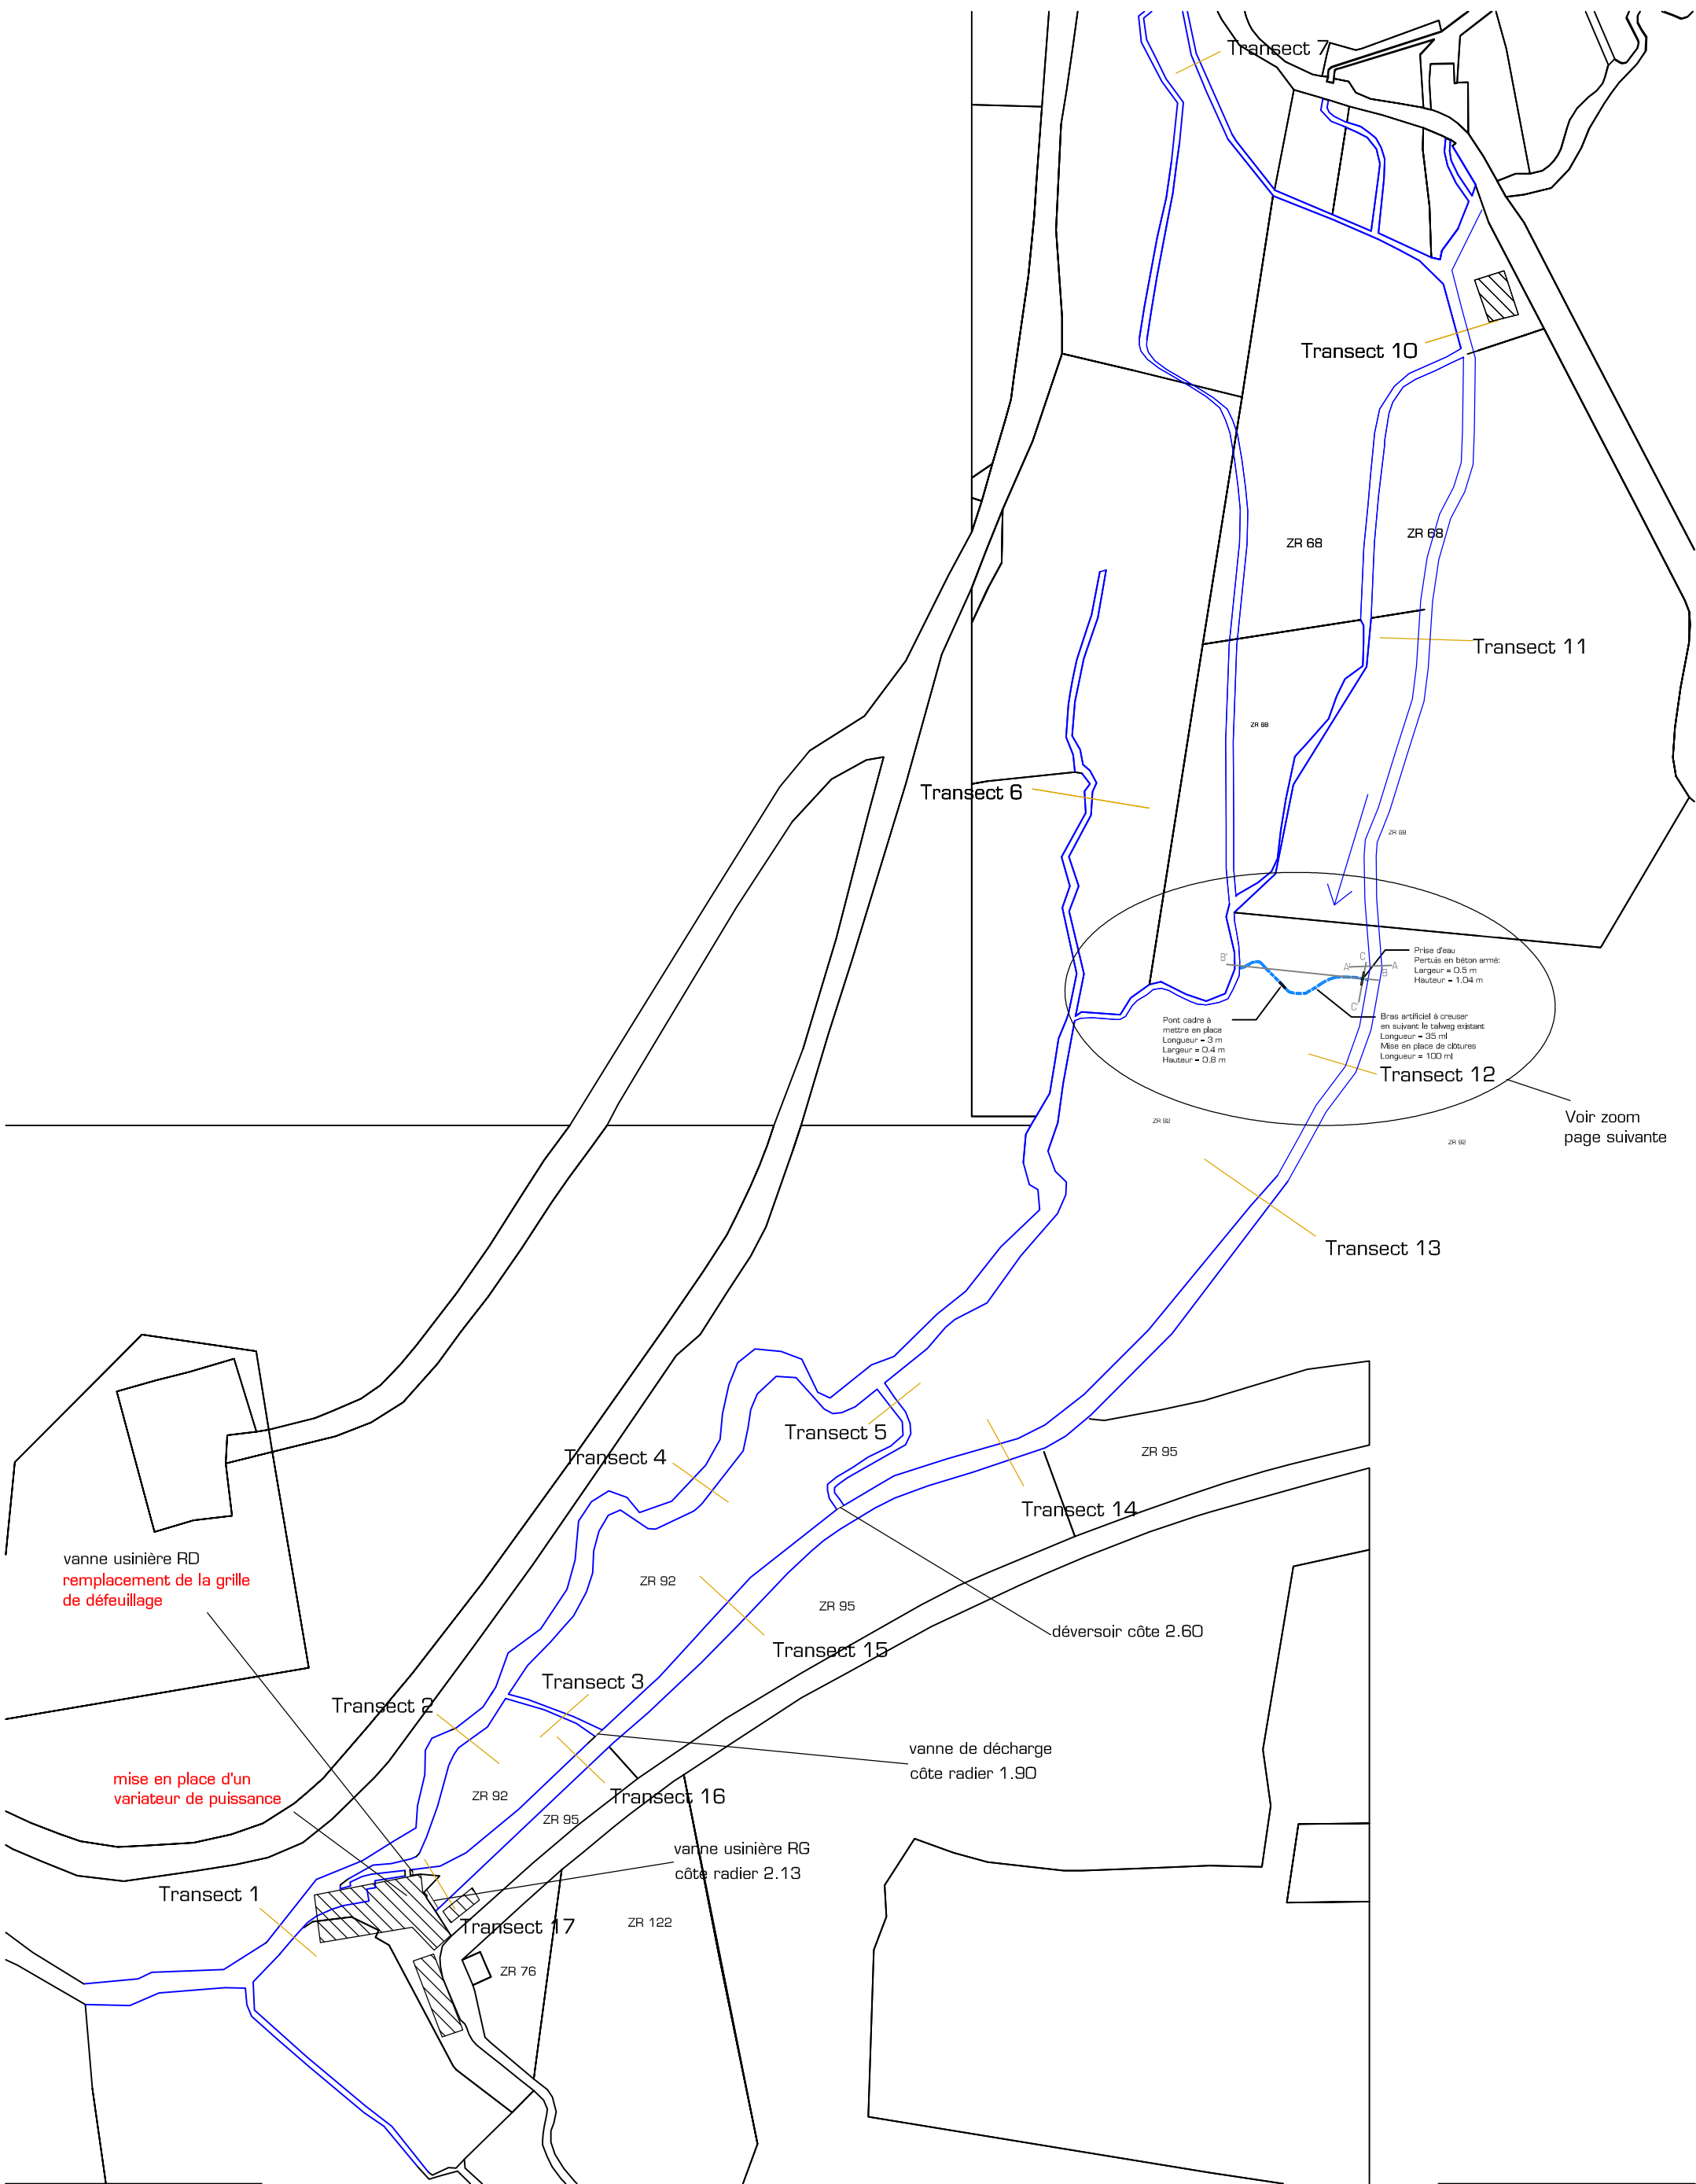 Transect 7
Transect 10
ZR 68
ZR 68
Transect 11
ZR 88
Transect 6
ZR 88
Prise d'eau
Pertuis en béton armé:
Largeur = 0.5 m
Hauteur = 1.04 m
B'
A'
C
A
B
C'
Pont cadre à
mettre en place
Longueur = 3 m
Largeur = 0.4 m
Hauteur = 0.8 m
Bras artificiel à creuser
en suivant le talweg existant
Longueur = 35 ml
Mise en place de clôtures
Longueur = 100 ml
Transect 12
Voir zoom
page suivante
ZR 92
ZR 92
Transect 13
Transect 5
Transect 4
ZR 95
Transect 14
vanne usinière RD
remplacement de la grille
de défeuillage
ZR 92
ZR 95
déversoir côte 2.60
Transect 15
Transect 3
Transect 2
vanne de décharge
côte radier 1.90
mise en place d'un
variateur de puissance
ZR 92
Transect 16
ZR 95
vanne usinière RG
côte radier 2.13
Transect 1
Transect 17
ZR 122
ZR 76